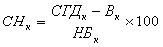 СН_к = (СГД_к − В_к) / НБ_к × 100